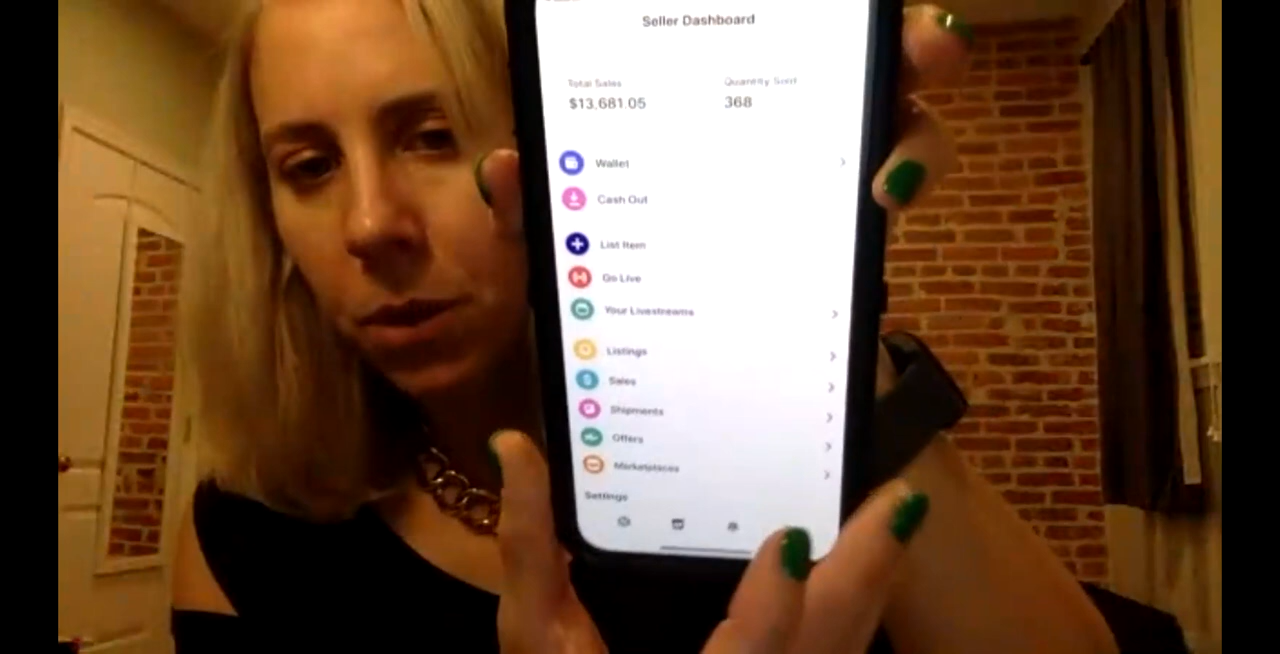 Seller Dashboard
Total Sales
Quantity Sold
$13,681.05
368
Wallet
Cash Out
List Item
Go Live
Your Livestreams
Listings
Sales
Shipments
Offers
Marketplaces
Settings